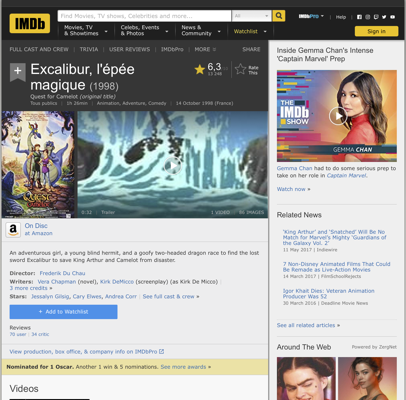 IMDb
Find Movies, TV shows, Celebrities and more...
All
IMDbPro
Help
Movies, TV
& Showtimes
Celebs, Events
& Photos
News &
Community
Watchlist
Sign in
FULL CAST AND CREW | TRIVIA | USER REVIEWS | IMDbPro | MORE
SHARE
Excalibur, l'épée
magique (1998)
Quest for Camelot (original title)
Tous publics | 1h 26min | Animation, Adventure, Comedy | 14 October 1998 (France)
6,3
Rate
This
0:32 | Trailer
1 VIDEO | 86 IMAGES
On Disc
at Amazon
An adventurous girl, a young blind hermit, and a goofy two-headed dragon race to find the lost
sword Excalibur to save King Arthur and Camelot from disaster.
Director: Frederik Du Chau
Writers: Vera Chapman (novel), Kirk DeMicco (screenplay) (as Kirk De Micco) |
3 more credits »
Stars: Jessalyn Gilsig, Cary Elwes, Andrea Corr | See full cast & crew »
+ Add to Watchlist
Reviews
70 user | 34 critic
View production, box office, & company info on IMDbPro
Nominated for 1 Oscar. Another 1 win & 5 nominations. See more awards »
Videos
Inside Gemma Chan's Intense
'Captain Marvel' Prep
THE
IMDb
SHOW
GEMMA CHAN
Gemma Chan had to do some serious prep
to take on her role in Captain Marvel.
Watch now »
Related News
'King Arthur' and 'Snatched' Will Be No
Match for Marvel's Mighty 'Guardians of
the Galaxy Vol. 2'
11 May 2017 | Indiewire
7 Non-Disney Animated Films That Could
Be Remade as Live-Action Movies
14 March 2017 | FilmSchoolRejects
Igor Khait Dies: Veteran Animation
Producer Was 52
30 March 2016 | Deadline Movie News
See all related articles »
Around The Web
Powered by ZergNet